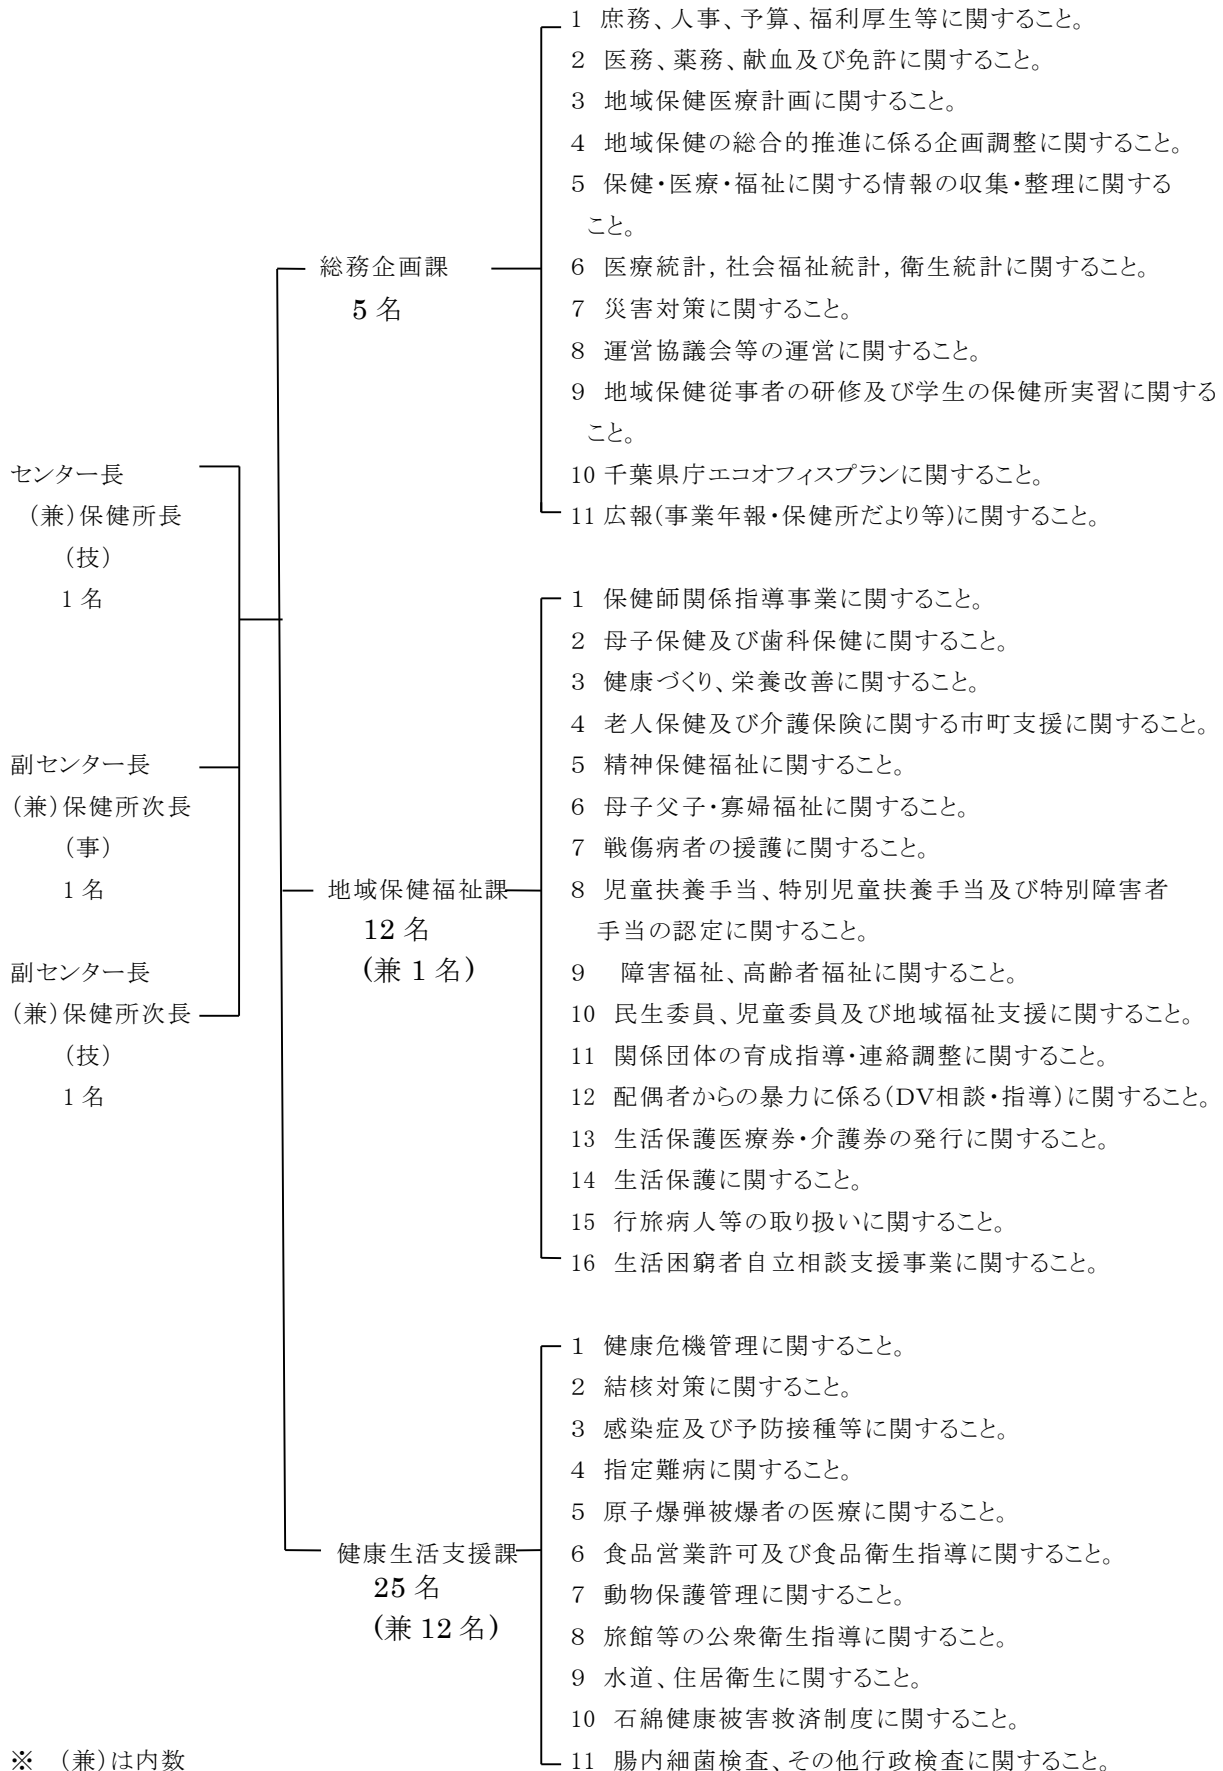 センター長
(兼)保健所長
(技)
1 名
副センター長
(兼)保健所次長
(事)
1 名
副センター長
(兼)保健所次長
(技)
1 名
総務企画課
5 名
1 庶務、人事、予算、福利厚生等に関すること。
2 医務、薬務、献血及び免許に関すること。
3 地域保健医療計画に関すること。
4 地域保健の総合的推進に係る企画調整に関すること。
5 保健・医療・福祉に関する情報の収集・整理に関する
こと。
6 医療統計,社会福祉統計,衛生統計に関すること。
7 災害対策に関すること。
8 運営協議会等の運営に関すること。
9 地域保健従事者の研修及び学生の保健所実習に関する
こと。
10 千葉県庁エコオフィスプランに関すること。
11 広報(事業年報・保健所だより等)に関すること。
地域保健福祉課
12 名
(兼 1 名)
1 保健師関係指導事業に関すること。
2 母子保健及び歯科保健に関すること。
3 健康づくり、栄養改善に関すること。
4 老人保健及び介護保険に関する市町支援に関すること。
5 精神保健福祉に関すること。
6 母子父子・寡婦福祉に関すること。
7 戦傷病者の援護に関すること。
8 児童扶養手当、特別児童扶養手当及び特別障害者
手当の認定に関すること。
9 障害福祉、高齢者福祉に関すること。
10 民生委員、児童委員及び地域福祉支援に関すること。
11 関係団体の育成指導・連絡調整に関すること。
12 配偶者からの暴力に係る(DV相談・指導)に関すること。
13 生活保護医療券・介護券の発行に関すること。
14 生活保護に関すること。
15 行旅病人等の取り扱いに関すること。
16 生活困窮者自立相談支援事業に関すること。
健康生活支援課
25 名
(兼 12 名)
1 健康危機管理に関すること。
2 結核対策に関すること。
3 感染症及び予防接種等に関すること。
4 指定難病に関すること。
5 原子爆弾被爆者の医療に関すること。
6 食品営業許可及び食品衛生指導に関すること。
7 動物保護管理に関すること。
8 旅館等の公衆衛生指導に関すること。
9 水道、住居衛生に関すること。
10 石綿健康被害救済制度に関すること。
11 腸内細菌検査、その他行政検査に関すること。
※ (兼)は内数